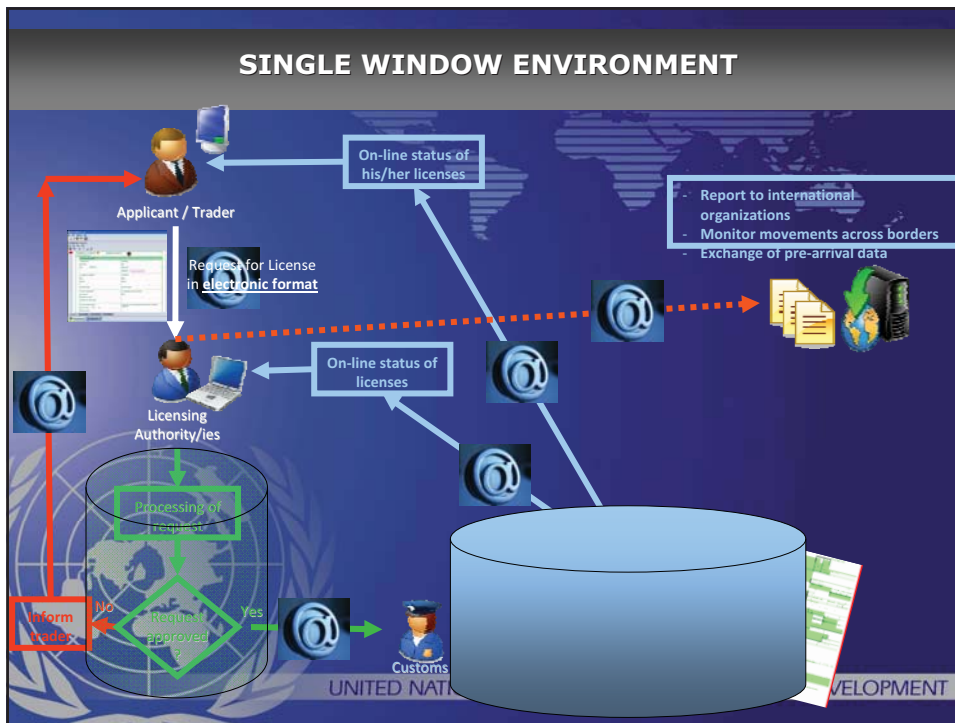 SINGLE WINDOW ENVIRONMENT
On-line status of
his/her licenses
Applicant / Trader
- Report to international
organizations
- Monitor movements across borders
- Exchange of pre-arrival data
Request for License
in electronic format
On-line status of
licenses
Licensing
Authority/ies
Processing of
request
No
Yes
Inform
trader
Request
approved
?
Customs
UNITED NAT
VELOPMENT